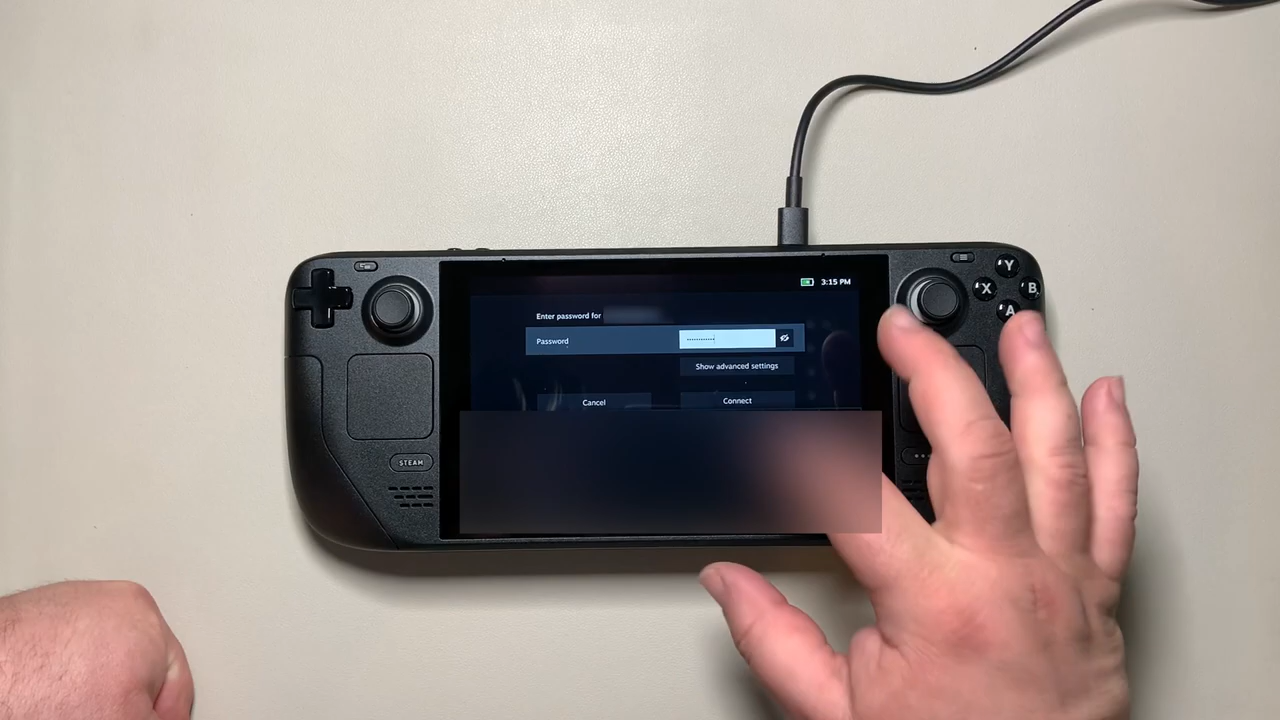 3:15 PM
Enter password for
Password ••••••••••••
Show advanced settings
Cancel Connect
Y
X B
A
STEAM